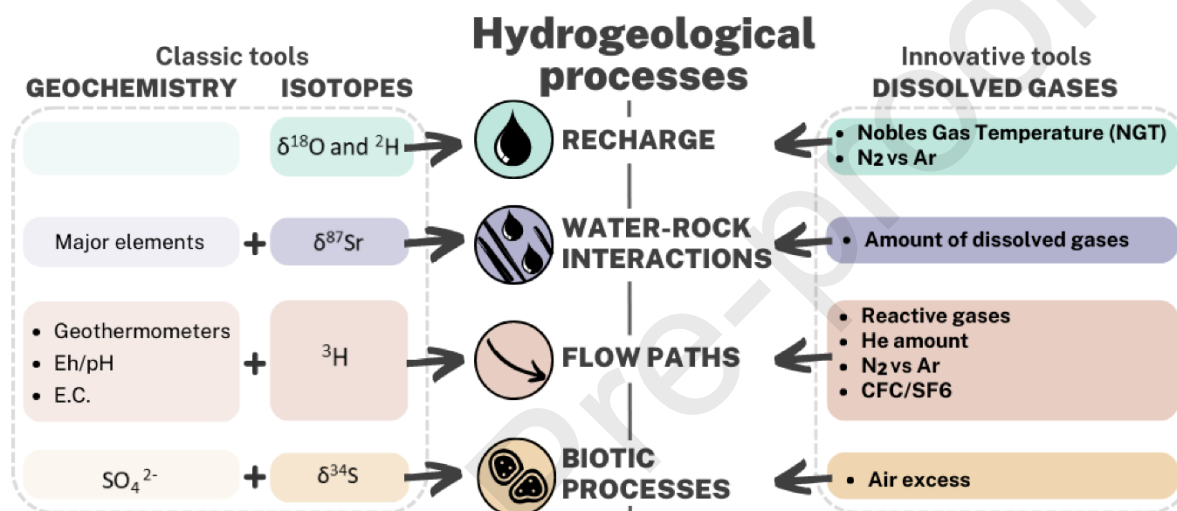 Hydrogeological
processes
Classic tools
GEOCHEMISTRY ISOTOPES
Innovative tools
DISSOLVED GASES
δ¹⁸O and ²H
RECHARGE
• Nobles Gas Temperature (NGT)
• N2 vs Ar
Major elements + δ⁸⁷Sr
WATER-ROCK
INTERACTIONS
• Amount of dissolved gases
• Geothermometers
• Eh/pH
• E.C.
+ ³H
FLOW PATHS
• Reactive gases
• He amount
• N2 vs Ar
• CFC/SF6
SO₄²⁻ + δ³⁴S
BIOTIC
PROCESSES
• Air excess
Pre-proof